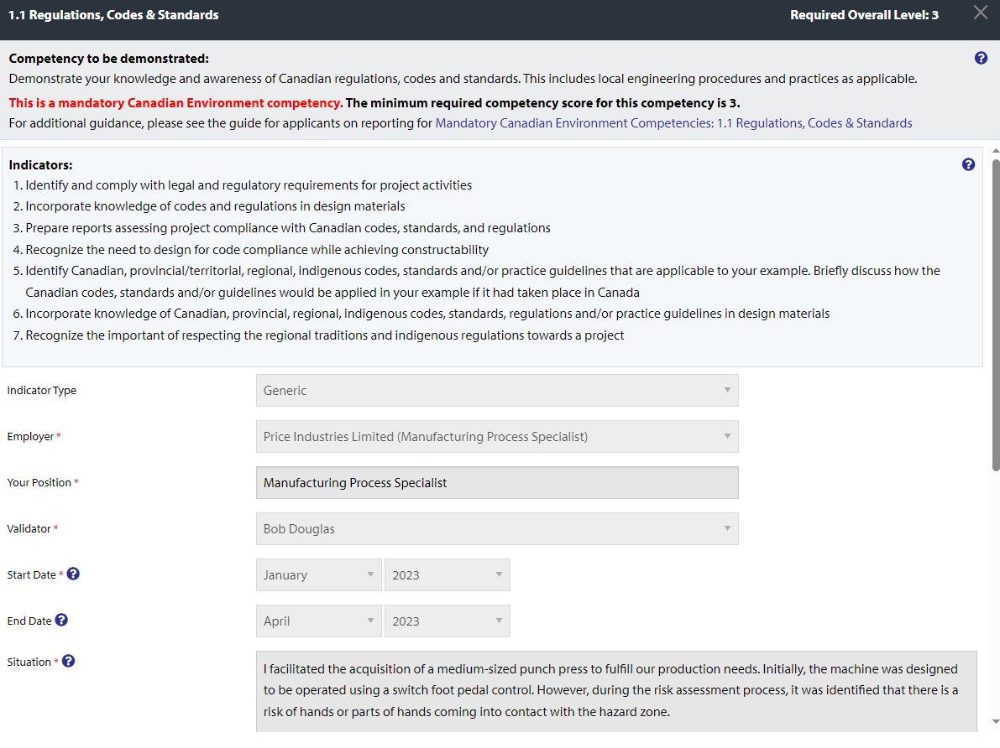 1.1 Regulations, Codes & Standards
Required Overall Level: 3
Competency to be demonstrated:
Demonstrate your knowledge and awareness of Canadian regulations, codes and standards. This includes local engineering procedures and practices as applicable.
This is a mandatory Canadian Environment competency. The minimum required competency score for this competency is 3.
For additional guidance, please see the guide for applicants on reporting for Mandatory Canadian Environment Competencies: 1.1 Regulations, Codes & Standards
Indicators:
1. Identify and comply with legal and regulatory requirements for project activities
2. Incorporate knowledge of codes and regulations in design materials
3. Prepare reports assessing project compliance with Canadian codes, standards, and regulations
4. Recognize the need to design for code compliance while achieving constructability
5. Identify Canadian, provincial/territorial, regional, indigenous codes, standards and/or practice guidelines that are applicable to your example. Briefly discuss how the
Canadian codes, standards and/or guidelines would be applied in your example if it had taken place in Canada
6. Incorporate knowledge of Canadian, provincial, regional, indigenous codes, standards, regulations and/or practice guidelines in design materials
7. Recognize the important of respecting the regional traditions and indigenous regulations towards a project
Indicator Type
Generic
Employer *
Price Industries Limited (Manufacturing Process Specialist)
Your Position *
Manufacturing Process Specialist
Validator *
Bob Douglas
Start Date * ?
January
2023
End Date ?
April
2023
Situation * ?
I facilitated the acquisition of a medium-sized punch press to fulfill our production needs. Initially, the machine was designed
to be operated using a switch foot pedal control. However, during the risk assessment process, it was identified that there is a
risk of hands or parts of hands coming into contact with the hazard zone.